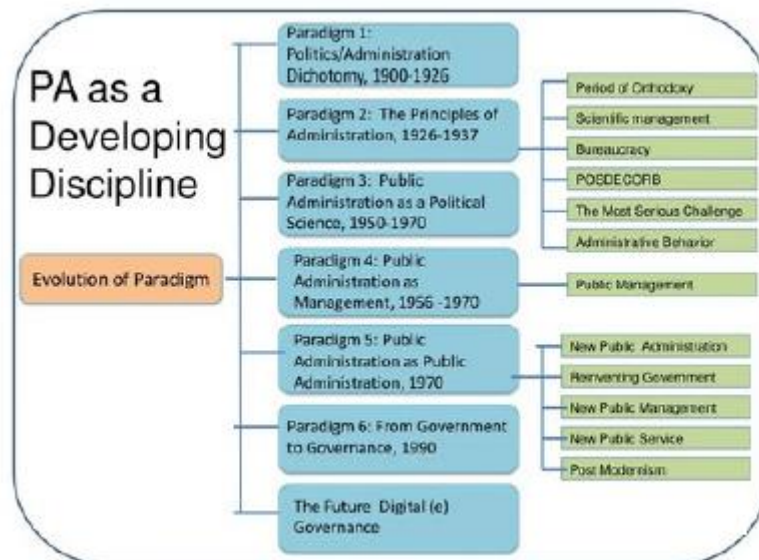 PA as a
Developing
Discipline
Evolution of Paradigm
Paradigm 1:
Politics/Administration
Dichotomy, 1900-1926
Paradigm 2: The Principles of
Administration, 1926-1937
Paradigm 3: Public
Administration as a Political
Science, 1950-1970
Paradigm 4: Public
Administration as
Management, 1956 -1970
Paradigm 5: Public
Administration as Public
Administration, 1970
Paradigm 6: From Government
to Governance, 1990
The Future Digital (e)
Governance
Period of Orthodoxy
Scientific management
Bureaucracy
POSDECORB
The Most Serious Challenge
Administrative Behavior
Public Management
New Public Administration
Reinventing Government
New Public Management
New Public Service
Post Modernism